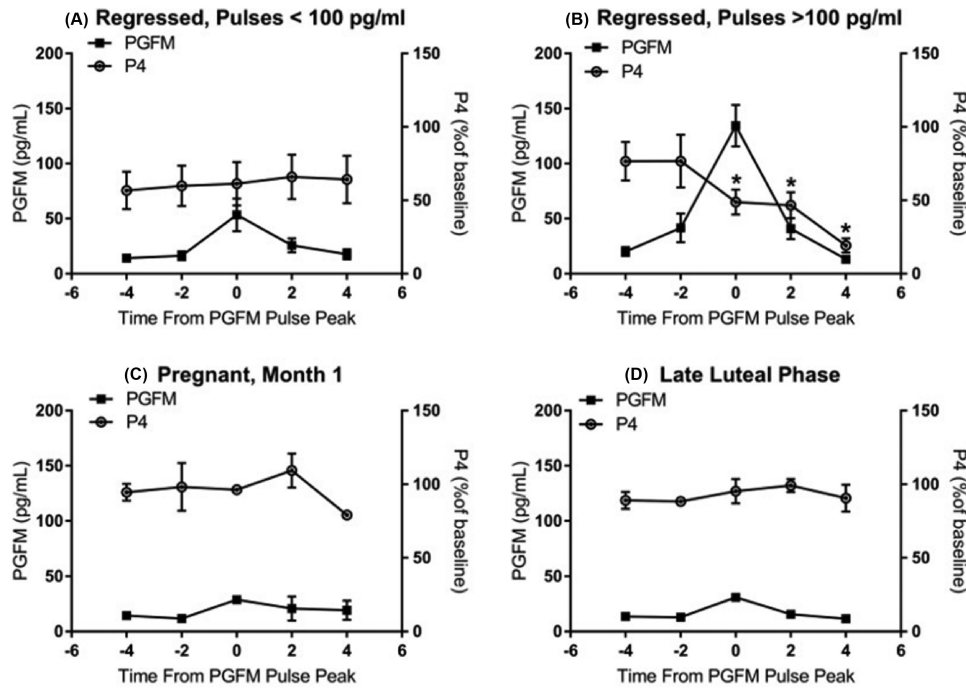 (A) Regressed, Pulses < 100 pg/ml
PGFM
P4
200
150
100
50
0
150
100
50
0
PGFM (pg/mL)
P4 (%of baseline)
-6 -4 -2 0 2 4 6
Time From PGFM Pulse Peak
(B) Regressed, Pulses >100 pg/ml
PGFM
P4
200
150
100
50
0
150
100
50
0
PGFM (pg/mL)
P4 (%of baseline)
* * *
-6 -4 -2 0 2 4 6
Time From PGFM Pulse Peak
(C) Pregnant, Month 1
PGFM
P4
200
150
100
50
0
150
100
50
0
PGFM (pg/mL)
P4 (%of baseline)
-6 -4 -2 0 2 4 6
Time From PGFM Pulse Peak
(D) Late Luteal Phase
PGFM
P4
200
150
100
50
0
150
100
50
0
PGFM (pg/mL)
P4 (%of baseline)
-6 -4 -2 0 2 4 6
Time From PGFM Pulse Peak